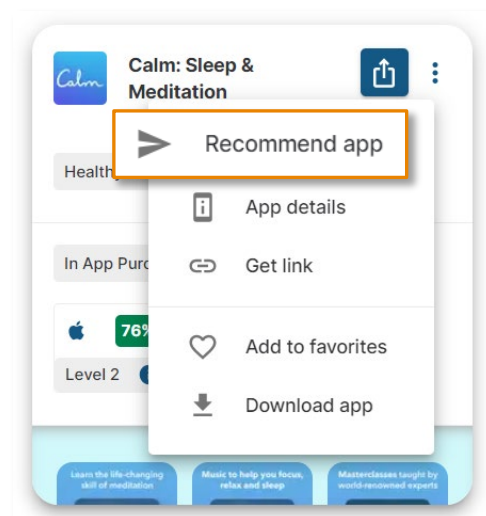 Calm
Calm: Sleep &
Meditation
Recommend app
Health
App details
In App Purc
Get link
76%
Add to favorites
Level 2
Download app
Learn the life-changing
skill of meditation
Music to help you focus,
relax and sleep
Masterclasses taught by
world-renowned experts